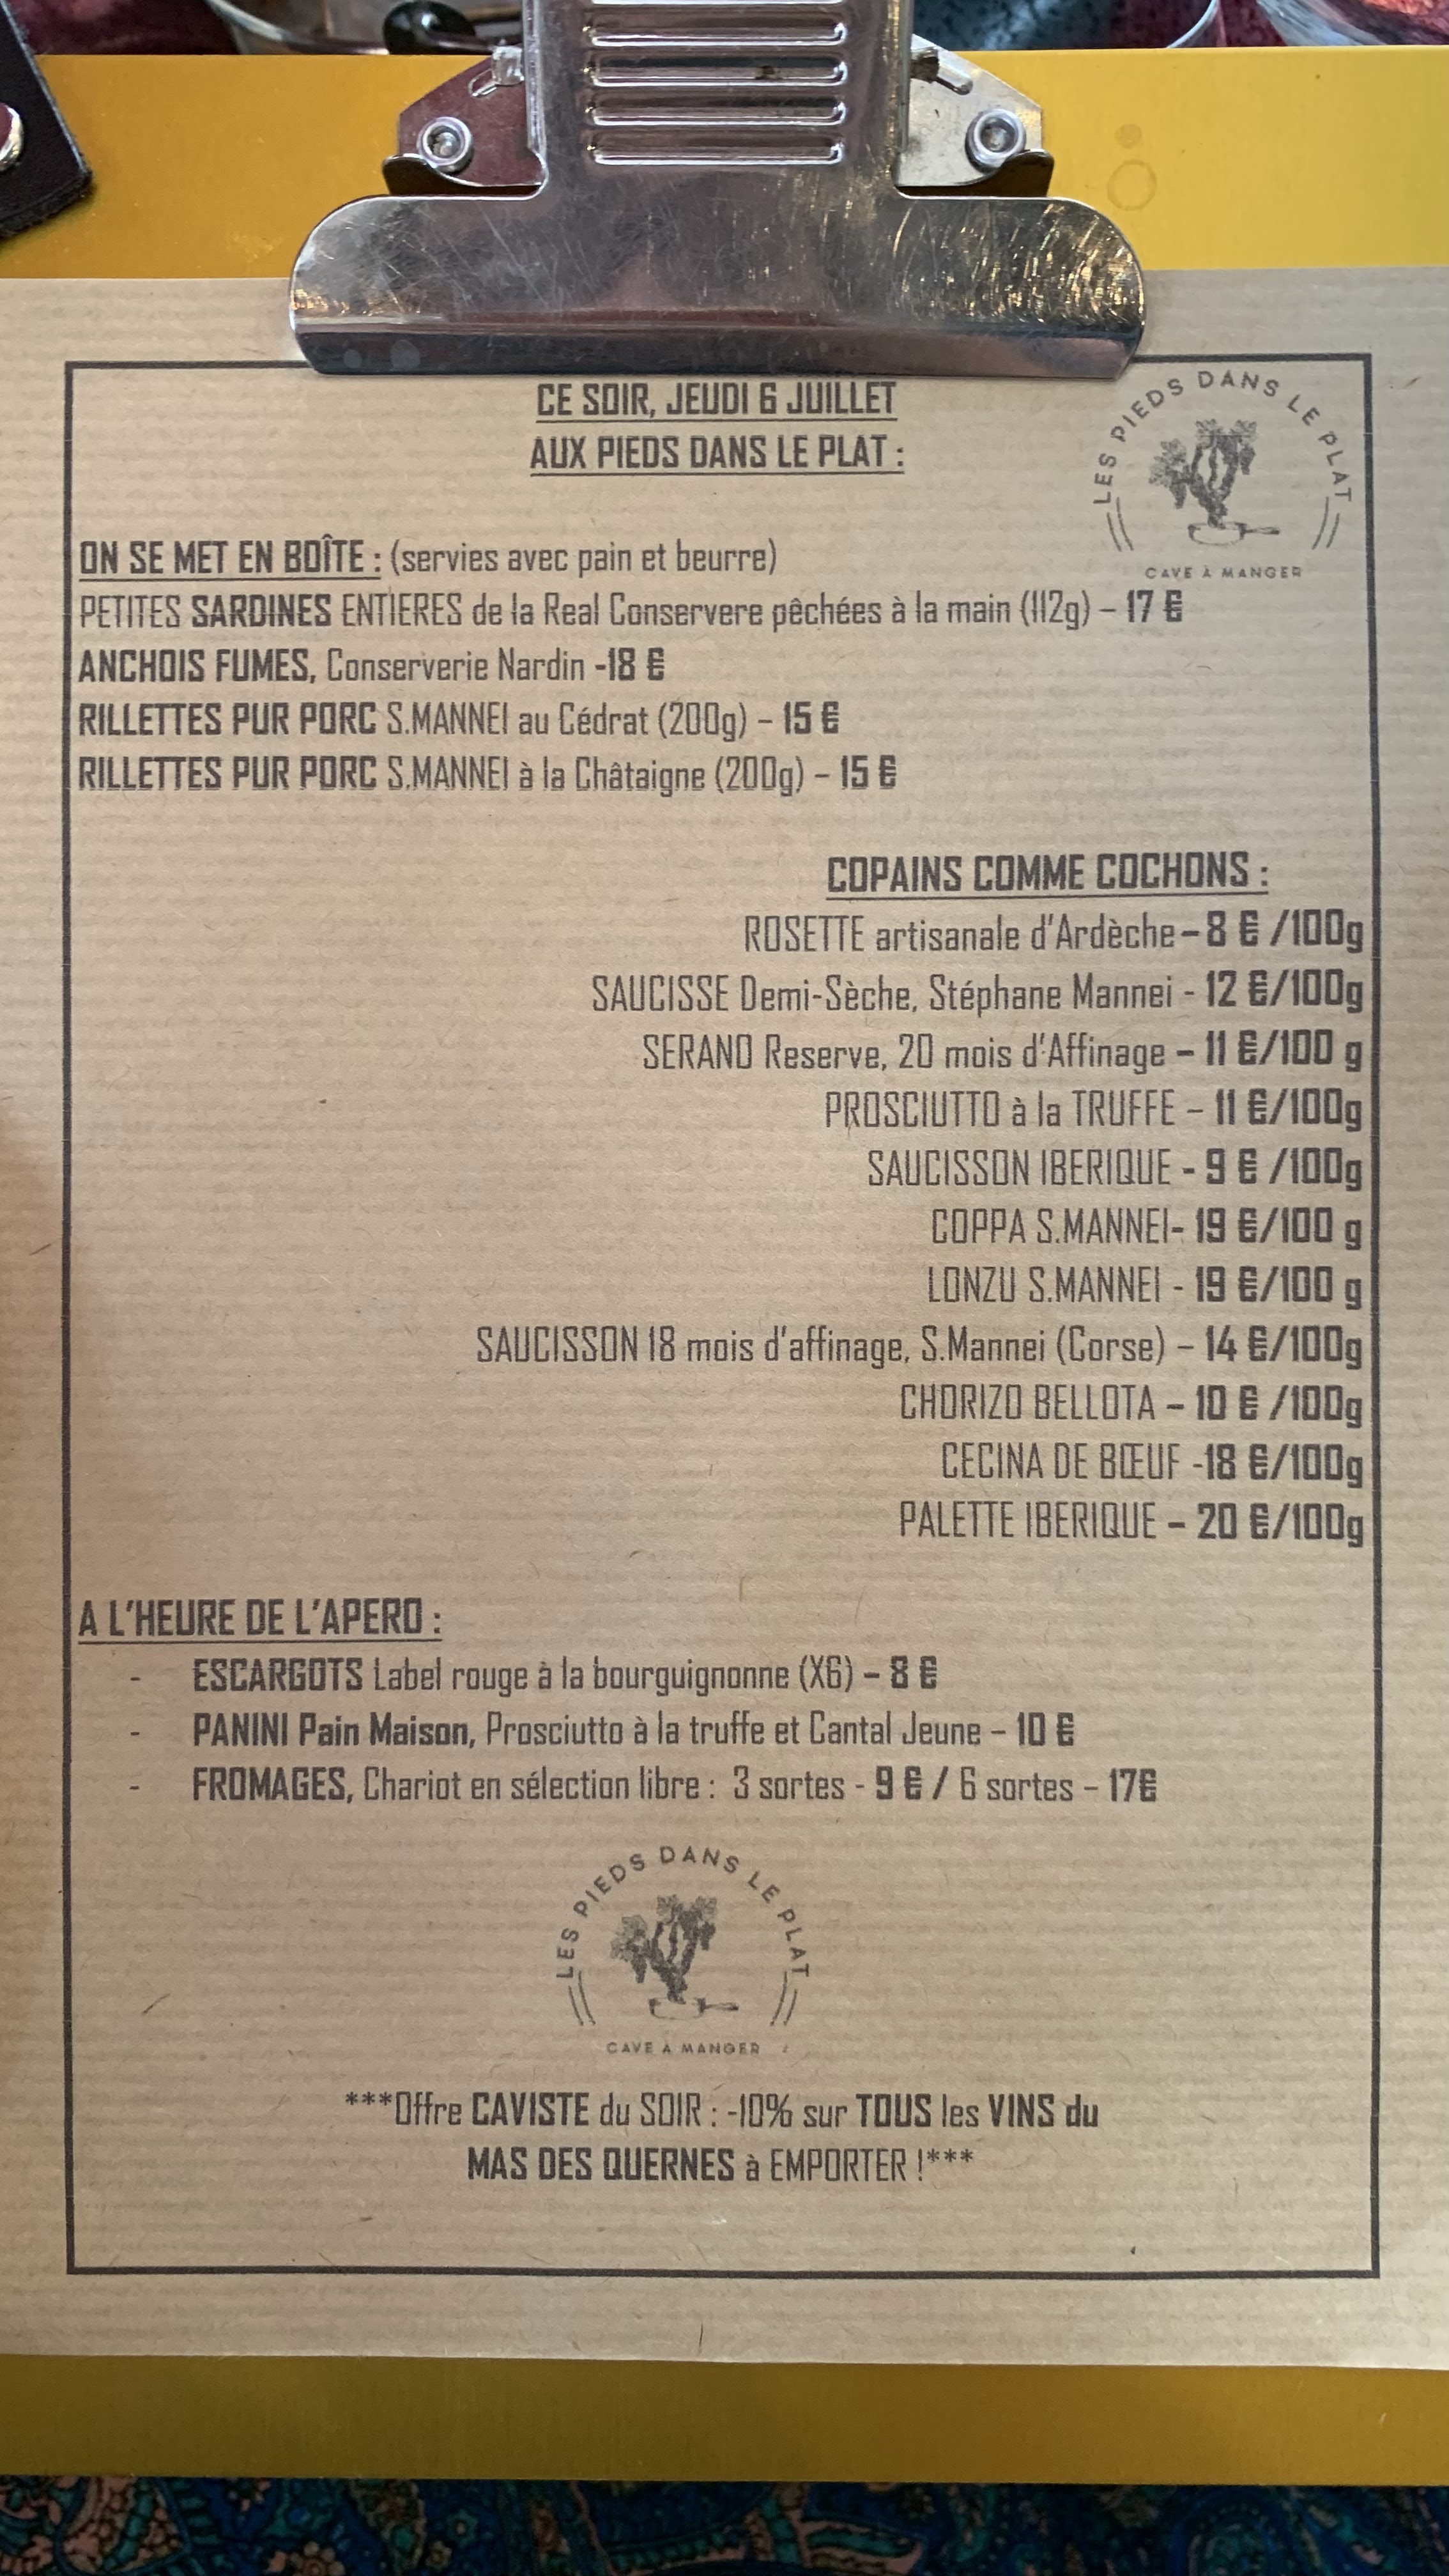 CE SOIR, JEUDI 6 JUILLET
AUX PIEDS DANS LE PLAT :
LES PIEDS DANS LE PLAT
CAVE À MANGER
ON SE MET EN BOÎTE : (servies avec pain et beurre)
PETITES SARDINES ENTIERES de la Real Conservere pêchées à la main (112g) – 17 €
ANCHOIS FUMES, Conserverie Nardin -18 €
RILLETTES PUR PORC S.MANNEI au Cédrat (200g) – 15 €
RILLETTES PUR PORC S.MANNEI à la Châtaigne (200g) – 15 €
COPAINS COMME COCHONS :
ROSETTE artisanale d'Ardèche – 8 € /100g
SAUCISSE Demi-Sèche, Stéphane Mannei - 12 €/100g
SERANO Reserve, 20 mois d'Affinage – 11 €/100 g
PROSCIUTTO à la TRUFFE – 11 €/100g
SAUCISSON IBERIQUE - 9 € /100g
COPPA S.MANNEI- 19 €/100 g
LONZU S.MANNEI - 19 €/100 g
SAUCISSON 18 mois d'affinage, S.Mannei (Corse) – 14 €/100g
CHORIZO BELLOTA – 10 € /100g
CECINA DE BŒUF -18 €/100g
PALETTE IBERIQUE – 20 €/100g
A L'HEURE DE L'APERO :
- ESCARGOTS Label rouge à la bourguignonne (X6) – 8 €
- PANINI Pain Maison, Prosciutto à la truffe et Cantal Jeune – 10 €
- FROMAGES, Chariot en sélection libre : 3 sortes - 9 € / 6 sortes – 17€
LES PIEDS DANS LE PLAT
CAVE À MANGER
***Offre CAVISTE du SOIR : -10% sur TOUS les VINS du
MAS DES QUERNES à EMPORTER !***